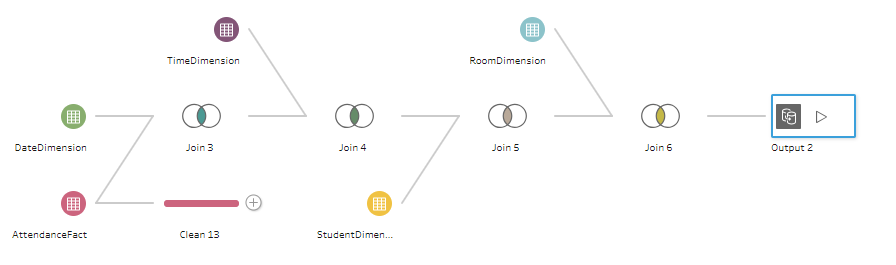 TimeDimension
RoomDimension
DateDimension
Join 3
Join 4
Join 5
Join 6
Output 2
AttendanceFact
Clean 13
StudentDimen...